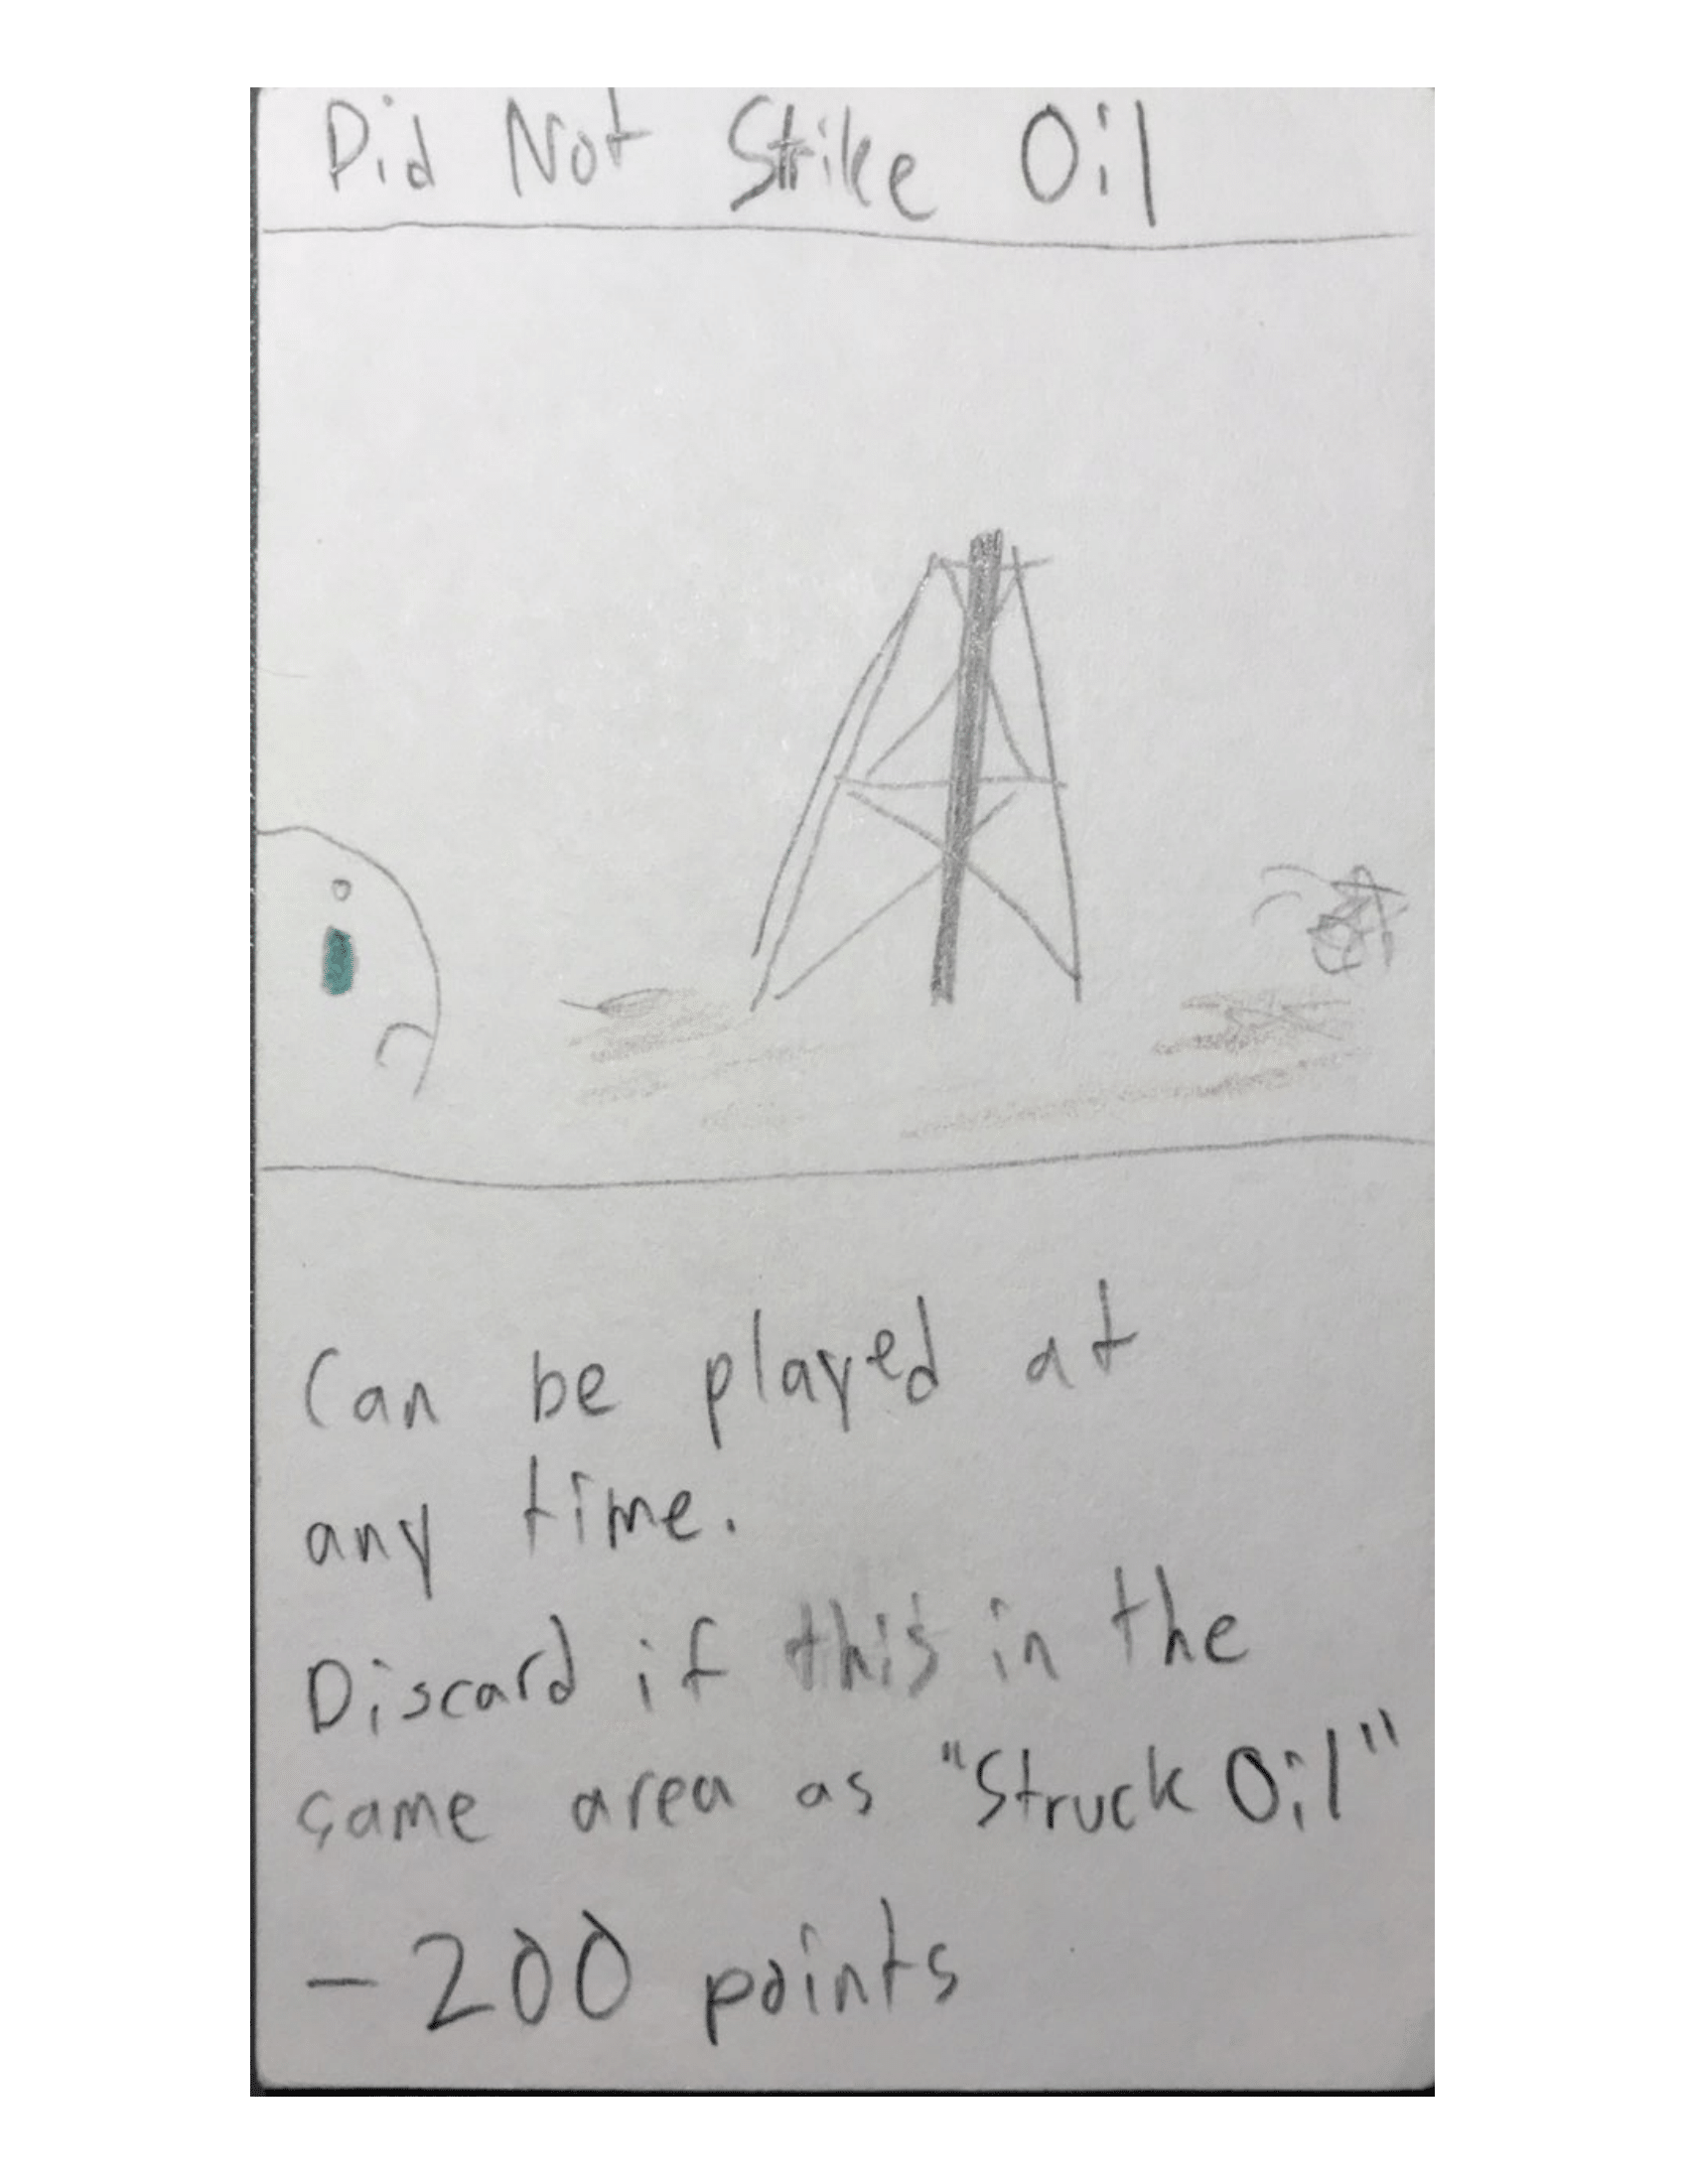 Did Not Strike Oil
Can be played at
any time.
Discard if this in the
same area as "Struck Oil"
- 200 points